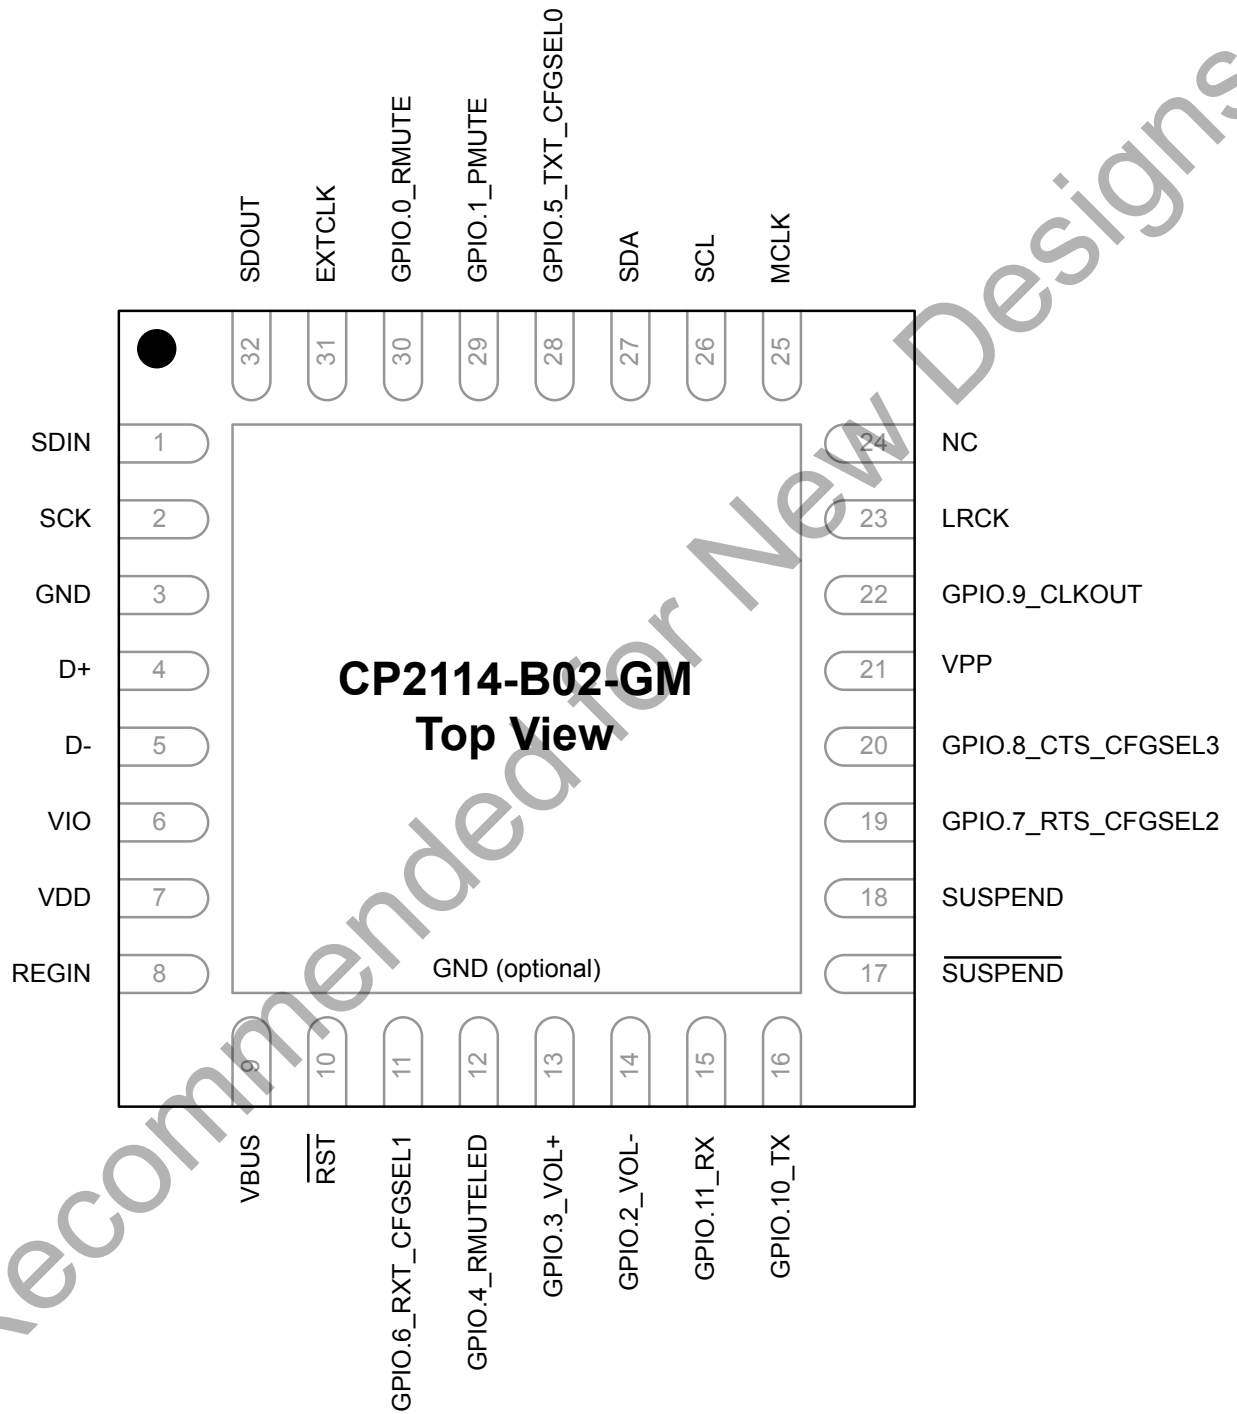 SDOUT
EXTCLK
GPIO.0_RMUTE
GPIO.1_PMUTE
GPIO.5_TXT_CFGSEL0
SDA
SCL
MCLK
32
31
30
29
28
27
26
25
SDIN 1
SCK 2
GND 3
D+ 4
D- 5
VIO 6
VDD 7
REGIN 8
24 NC
23 LRCK
22 GPIO.9_CLKOUT
21 VPP
20 GPIO.8_CTS_CFGSEL3
19 GPIO.7_RTS_CFGSEL2
18 SUSPEND
17 SUSPEND
CP2114-B02-GM
Top View
GND (optional)
9
10
11
12
13
14
15
16
VBUS
RST
GPIO.6_RXT_CFGSEL1
GPIO.4_RMUTELED
GPIO.3_VOL+
GPIO.2_VOL-
GPIO.11_RX
GPIO.10_TX
ecommended for New Designs